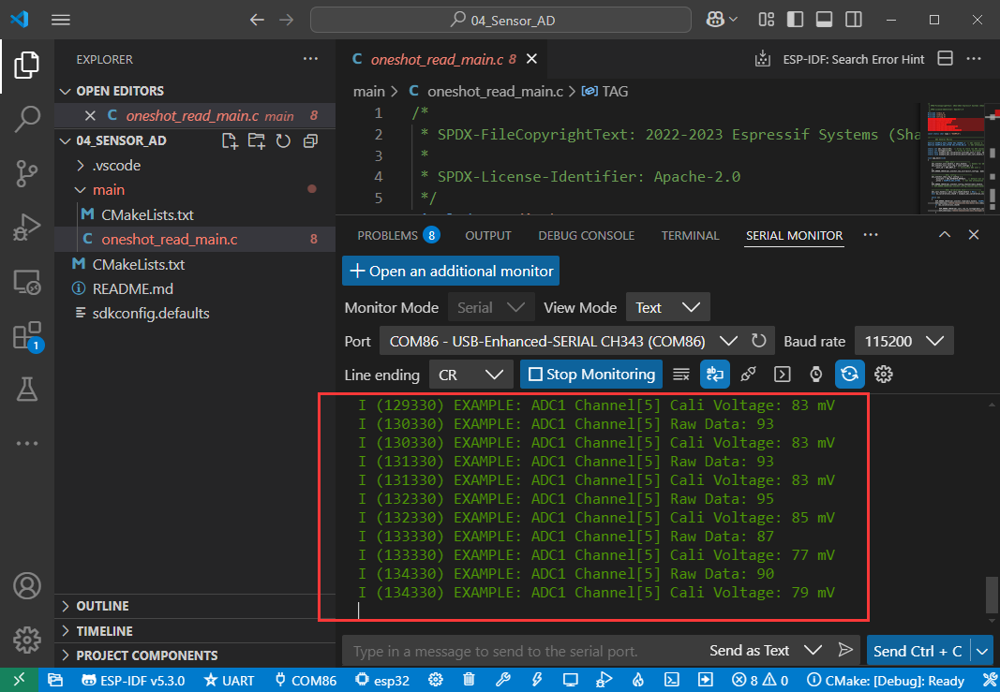 04_Sensor_AD
EXPLORER
OPEN EDITORS
oneshot_read_main.c main 8
04_SENSOR_AD
.vscode
main
CMakeLists.txt
oneshot_read_main.c 8
CMakeLists.txt
README.md
sdkconfig.defaults
1
OUTLINE
TIMELINE
PROJECT COMPONENTS
C oneshot_read_main.c 8
ESP-IDF: Search Error Hint
main > C oneshot_read_main.c > TAG
1 /*
2 * SPDX-FileCopyrightText: 2022-2023 Espressif Systems (Sha
3 *
4 * SPDX-License-Identifier: Apache-2.0
5 */
PROBLEMS 8 OUTPUT DEBUG CONSOLE TERMINAL SERIAL MONITOR
Open an additional monitor
Monitor Mode Serial View Mode Text
Port COM86 - USB-Enhanced-SERIAL CH343 (COM86) Baud rate 115200
Line ending CR Stop Monitoring
I (129330) EXAMPLE: ADC1 Channel[5] Cali Voltage: 83 mV
I (130330) EXAMPLE: ADC1 Channel[5] Raw Data: 93
I (130330) EXAMPLE: ADC1 Channel[5] Cali Voltage: 83 mV
I (131330) EXAMPLE: ADC1 Channel[5] Raw Data: 93
I (131330) EXAMPLE: ADC1 Channel[5] Cali Voltage: 83 mV
I (132330) EXAMPLE: ADC1 Channel[5] Raw Data: 95
I (132330) EXAMPLE: ADC1 Channel[5] Cali Voltage: 85 mV
I (133330) EXAMPLE: ADC1 Channel[5] Raw Data: 87
I (133330) EXAMPLE: ADC1 Channel[5] Cali Voltage: 77 mV
I (134330) EXAMPLE: ADC1 Channel[5] Raw Data: 90
I (134330) EXAMPLE: ADC1 Channel[5] Cali Voltage: 79 mV
Type in a message to send to the serial port. Send as Text Send Ctrl + C
ESP-IDF v5.3.0 UART COM86 esp32 8 0 CMake: [Debug]: Ready